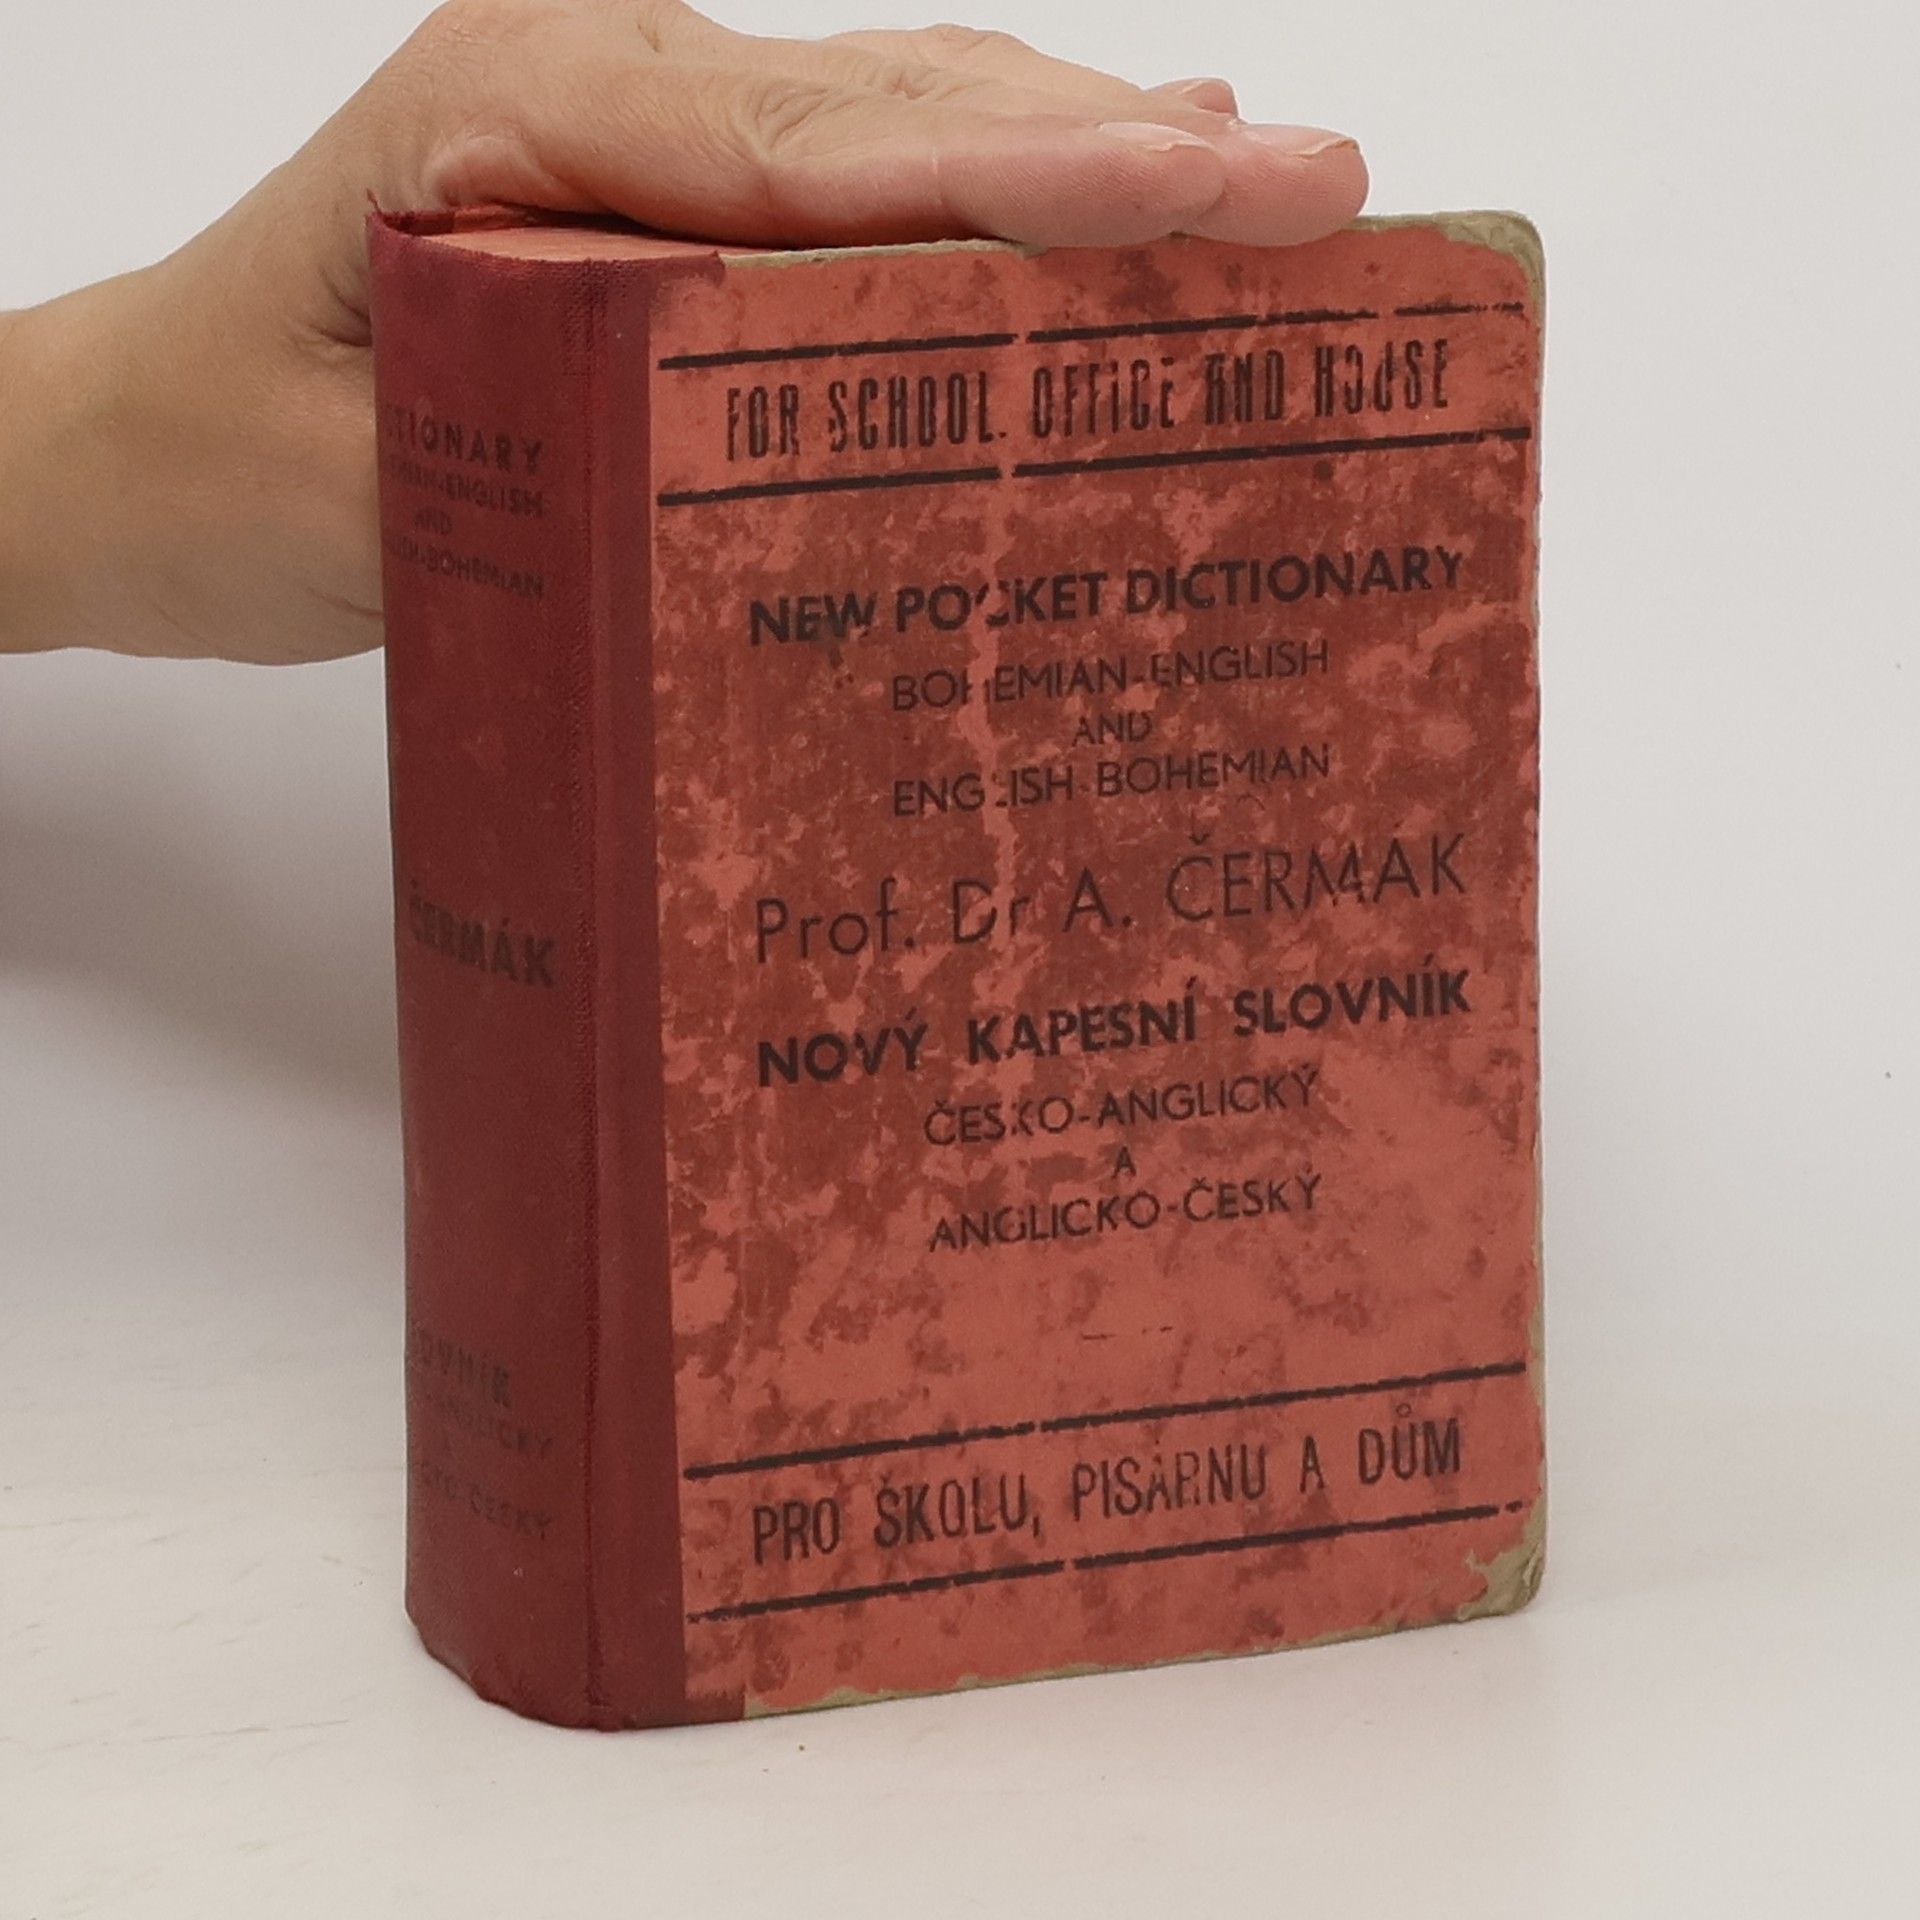 FOR SCHOOL. OFFICE AND HOUSE
NEW POCKET DICTIONARY
BOHEMIAN-ENGLISH
AND
ENGLISH-BOHEMIAN
Prof. Dr A. ČERMÁK
NOVÝ KAPESNÍ SLOVNÍK
ČESKO-ANGLICKÝ
A
ANGLICKO-ČESKÝ
PRO ŠKOLU, PISÁRNU A DŮM
AND
ČERMÁK